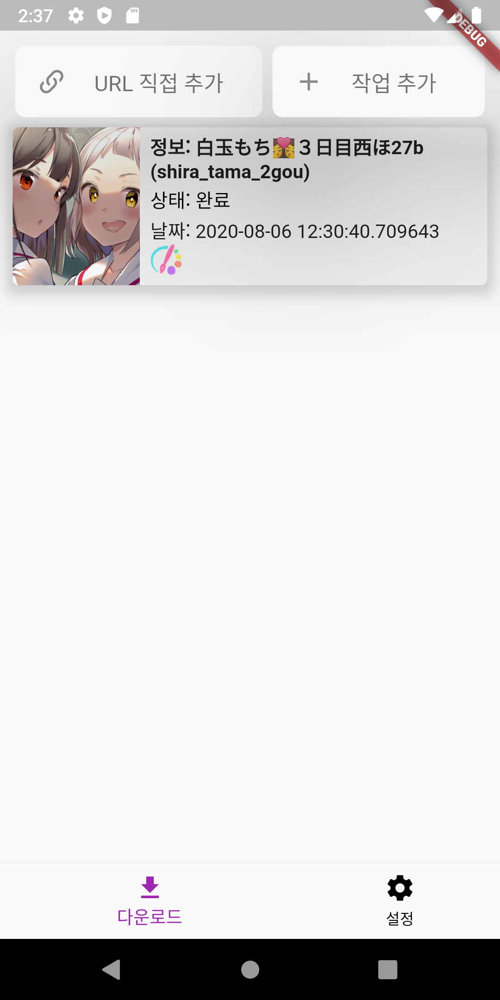 2:37
DEBUG
URL 직접 추가
작업 추가
정보: 白玉もち👩‍❤️‍💋‍👩３日目西ほ27b
(shira_tama_2gou)
상태: 완료
날짜: 2020-08-06 12:30:40.709643
다운로드
설정